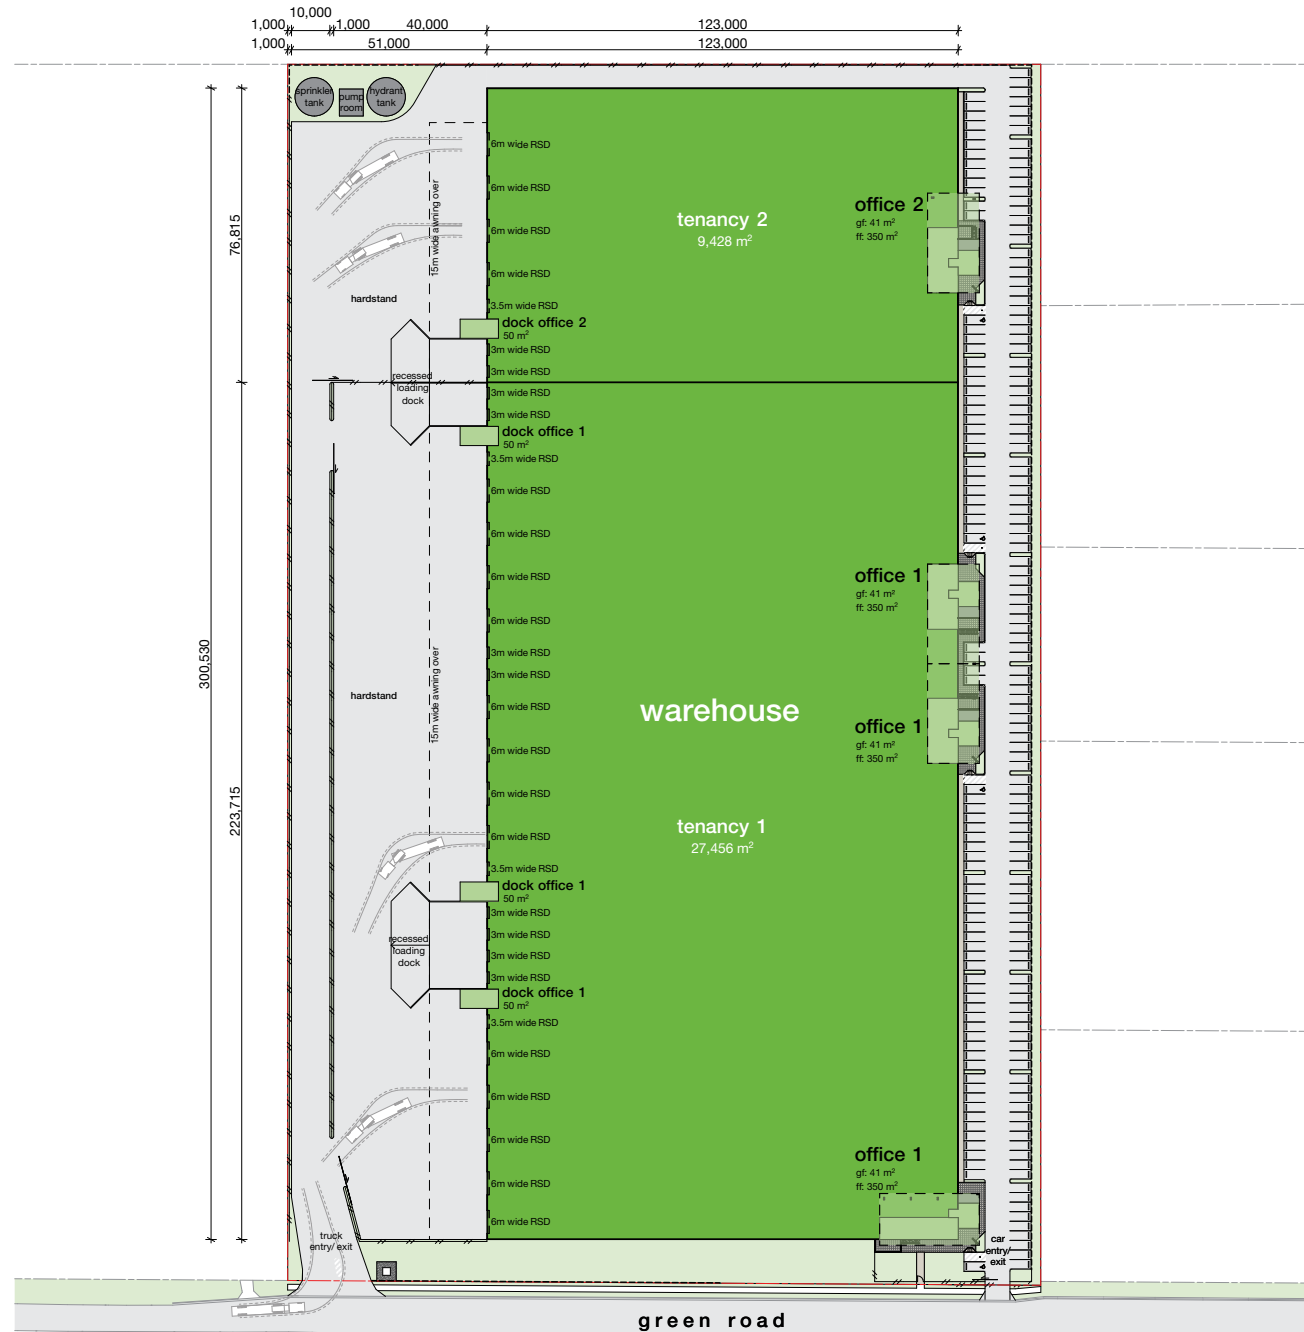 10,000
1,000
1,000
40,000
123,000
1,000
51,000
123,000
sprinkler
tank
pump
room
hydrant
tank
6m wide RSD
6m wide RSD
6m wide RSD
6m wide RSD
3.5m wide RSD
15m wide awning over
76,815
hardstand
tenancy 2
9,428 m²
office 2
gf: 41 m²
ff: 350 m²
dock office 2
50 m²
3m wide RSD
3m wide RSD
recessed
loading
dock
3m wide RSD
3m wide RSD
dock office 1
50 m²
3.5m wide RSD
6m wide RSD
6m wide RSD
6m wide RSD
6m wide RSD
3m wide RSD
3m wide RSD
6m wide RSD
6m wide RSD
6m wide RSD
6m wide RSD
3.5m wide RSD
300,530
223,715
hardstand
15m wide awning over
office 1
gf: 41 m²
ff: 350 m²
warehouse
office 1
gf: 41 m²
ff: 350 m²
tenancy 1
27,456 m²
dock office 1
50 m²
3m wide RSD
3m wide RSD
3m wide RSD
3m wide RSD
recessed
loading
dock
dock office 1
50 m²
3.5m wide RSD
6m wide RSD
6m wide RSD
6m wide RSD
6m wide RSD
6m wide RSD
office 1
gf: 41 m²
ff: 350 m²
truck
entry/ exit
car
entry/
exit
green road